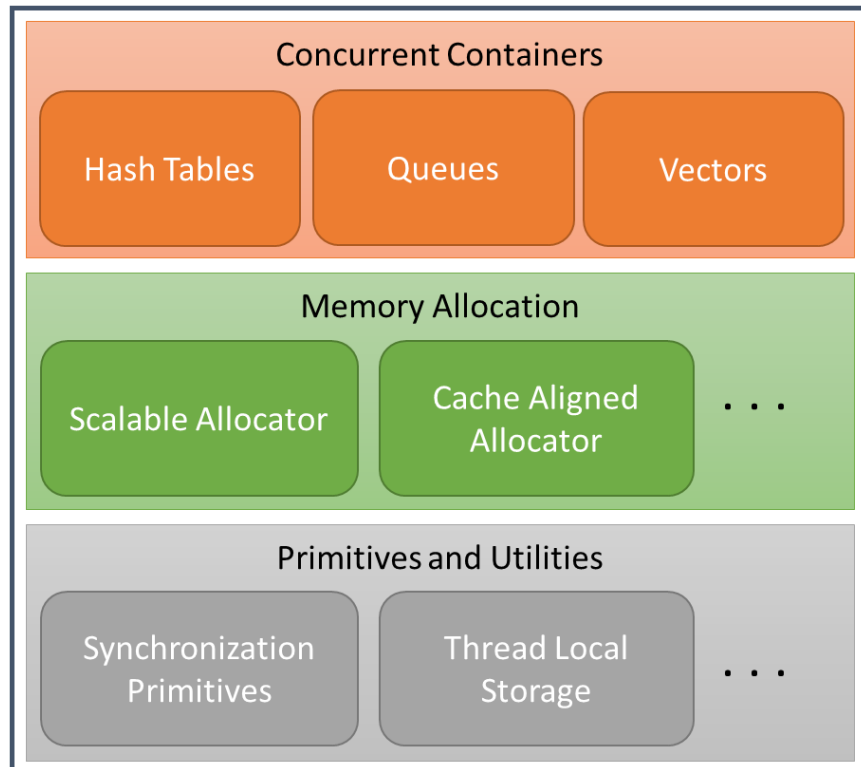 Concurrent Containers
Hash Tables
Queues
Vectors
Memory Allocation
Scalable Allocator
Cache Aligned
Allocator
. . .
Primitives and Utilities
Synchronization
Primitives
Thread Local
Storage
. . .